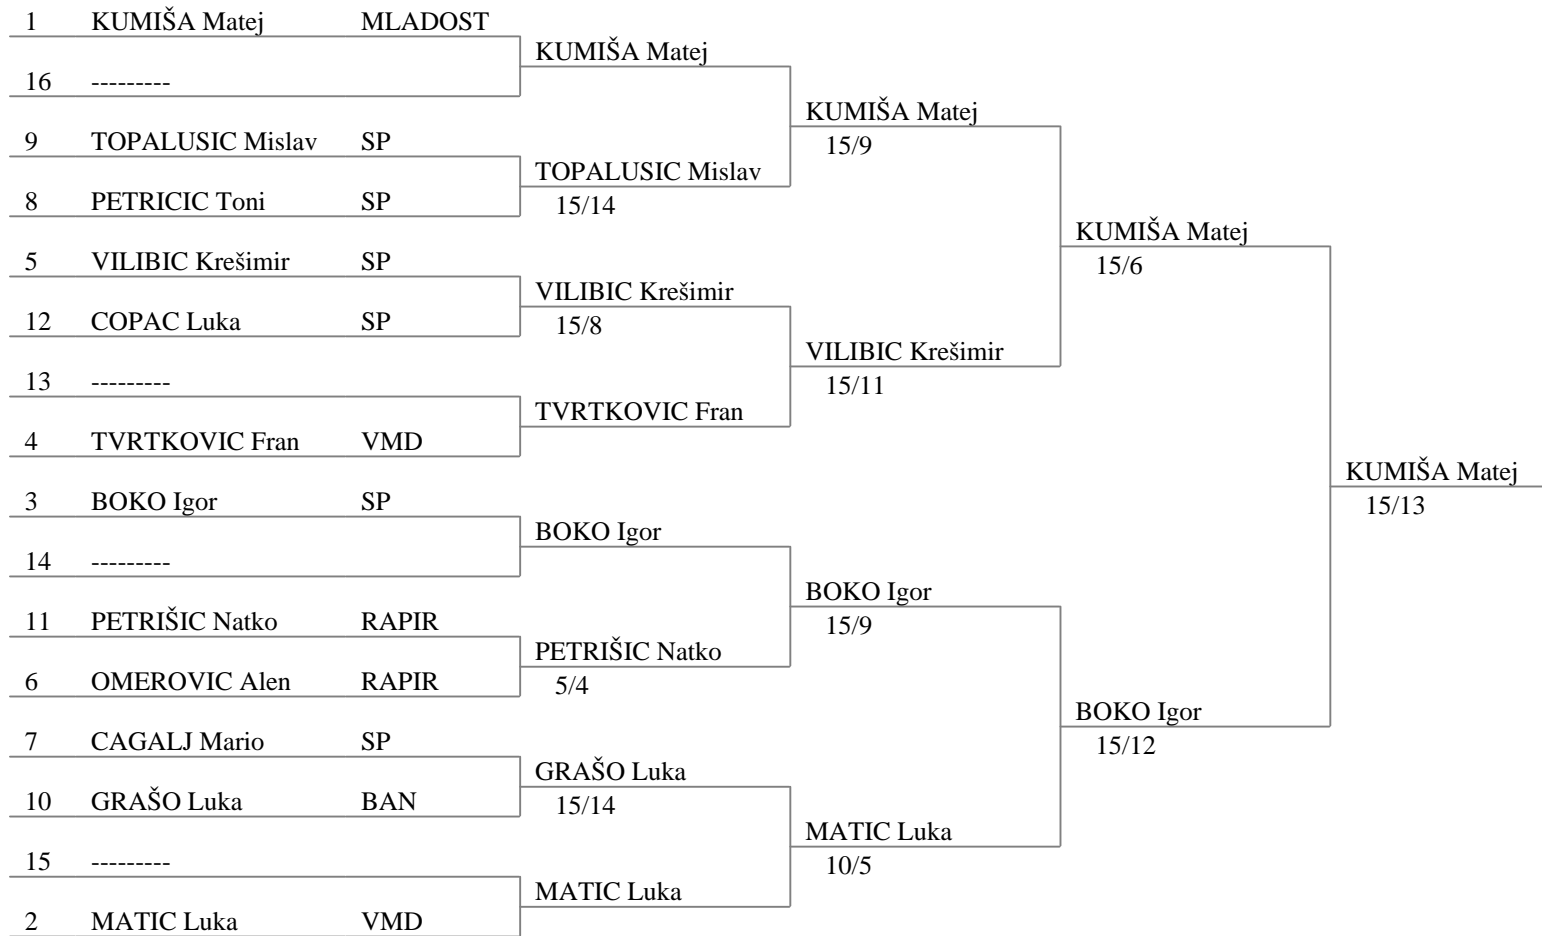 1 KUMIŠA Matej MLADOST
KUMIŠA Matej
16 ---------
KUMIŠA Matej
9 TOPALUSIC Mislav SP
15/9
TOPALUSIC Mislav
8 PETRICIC Toni SP
15/14
KUMIŠA Matej
5 VILIBIC Krešimir SP
15/6
VILIBIC Krešimir
12 COPAC Luka SP
15/8
VILIBIC Krešimir
13 ---------
15/11
TVRTKOVIC Fran
4 TVRTKOVIC Fran VMD
KUMIŠA Matej
3 BOKO Igor SP
15/13
BOKO Igor
14 ---------
BOKO Igor
11 PETRIŠIC Natko RAPIR
15/9
PETRIŠIC Natko
6 OMEROVIC Alen RAPIR
5/4
BOKO Igor
7 CAGALJ Mario SP
15/12
GRAŠO Luka
10 GRAŠO Luka BAN
15/14
MATIC Luka
15 ---------
10/5
MATIC Luka
2 MATIC Luka VMD